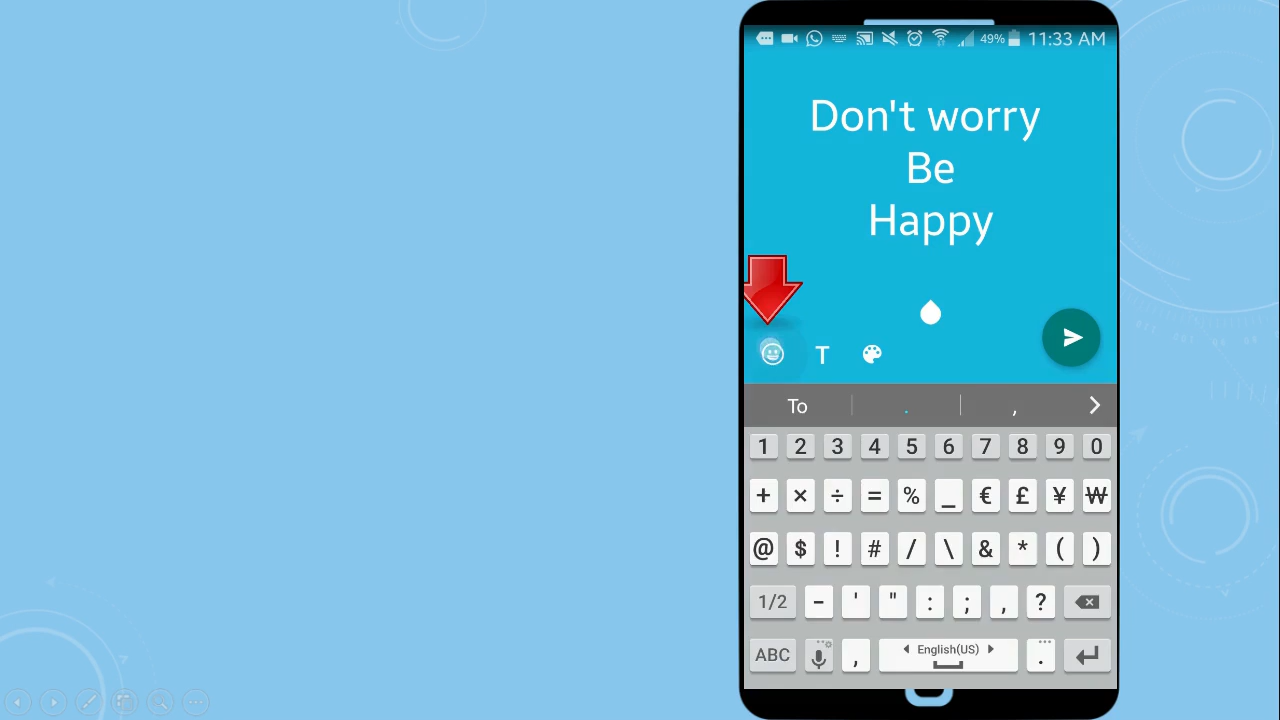 49% 11:33 AM
Don't worry
Be
Happy
T
To . ,
1 2 3 4 5 6 7 8 9 0
+ × ÷ = % _ € £ ¥ ₩
@ $ ! # / \ & * ( )
1/2 - ' " : ; , ?
ABC , English(US) .